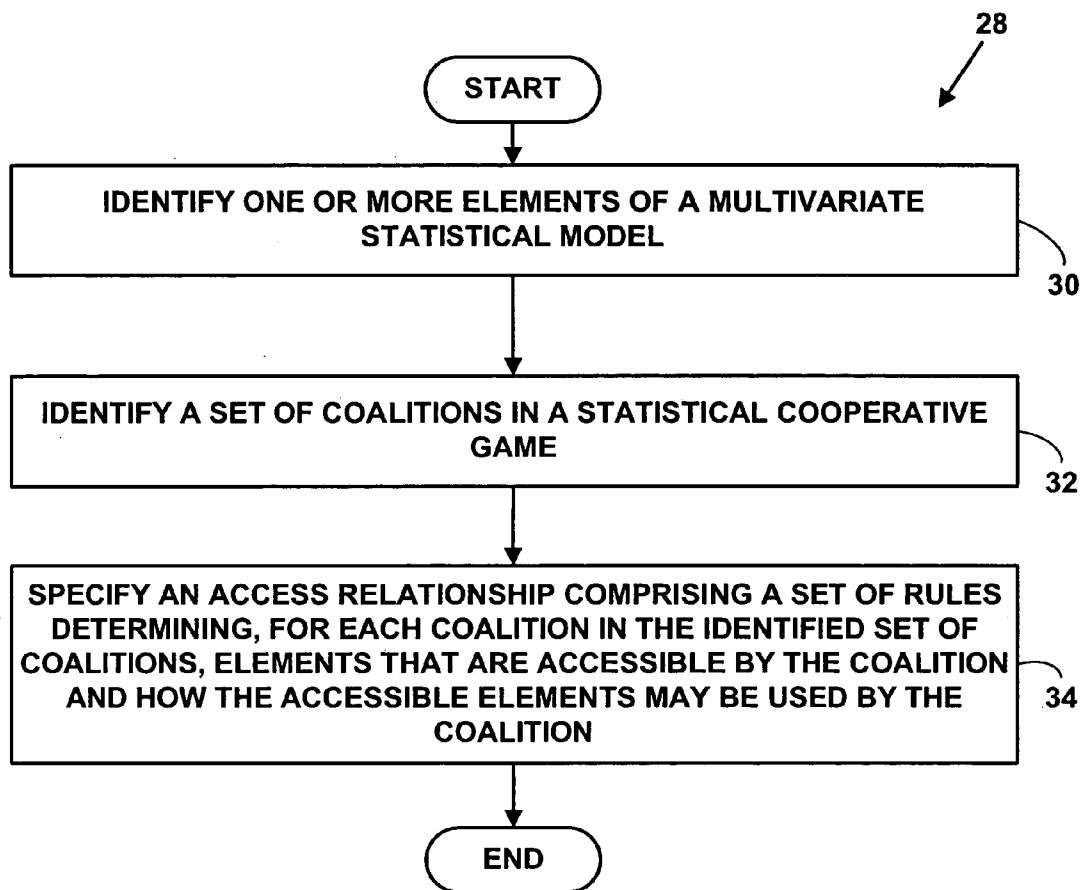 28
START
IDENTIFY ONE OR MORE ELEMENTS OF A MULTIVARIATE
STATISTICAL MODEL
30
IDENTIFY A SET OF COALITIONS IN A STATISTICAL COOPERATIVE
GAME
32
SPECIFY AN ACCESS RELATIONSHIP COMPRISING A SET OF RULES
DETERMINING, FOR EACH COALITION IN THE IDENTIFIED SET OF
COALITIONS, ELEMENTS THAT ARE ACCESSIBLE BY THE COALITION
AND HOW THE ACCESSIBLE ELEMENTS MAY BE USED BY THE
COALITION
34
END